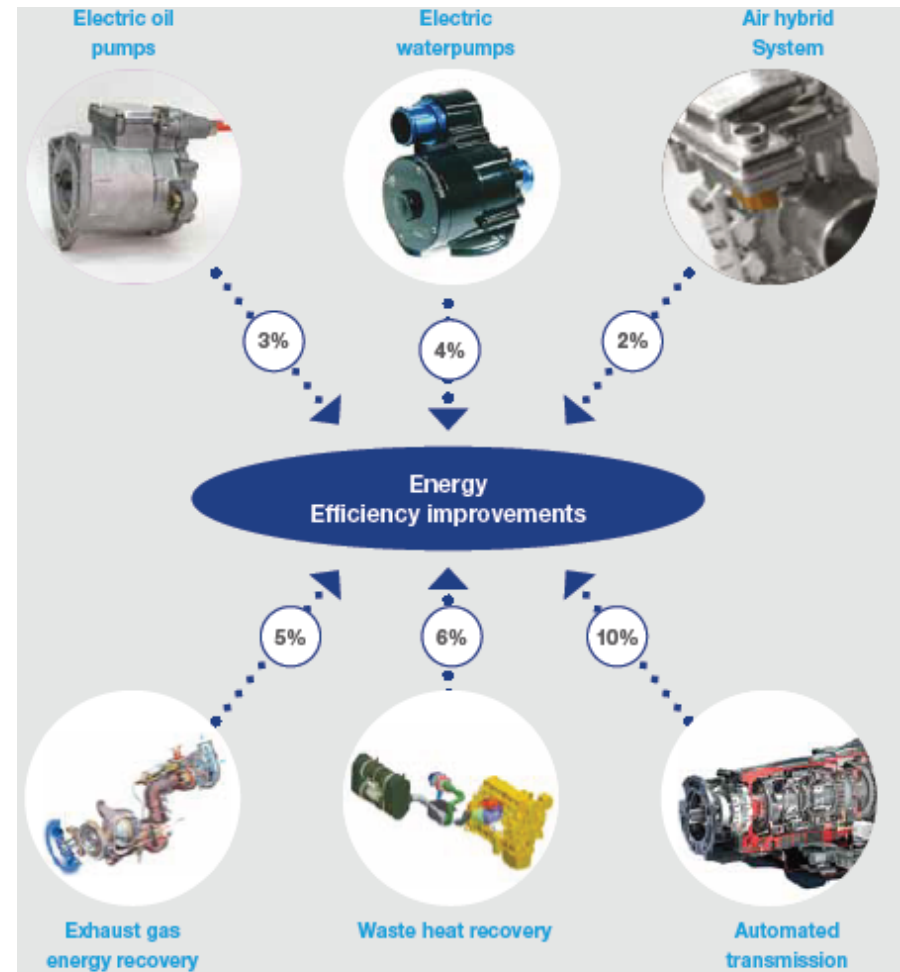 Electric oil
pumps
Electric
waterpumps
Air hybrid
System
3%
4%
2%
Energy
Efficiency improvements
5%
6%
10%
Exhaust gas
energy recovery
Waste heat recovery
Automated
transmission